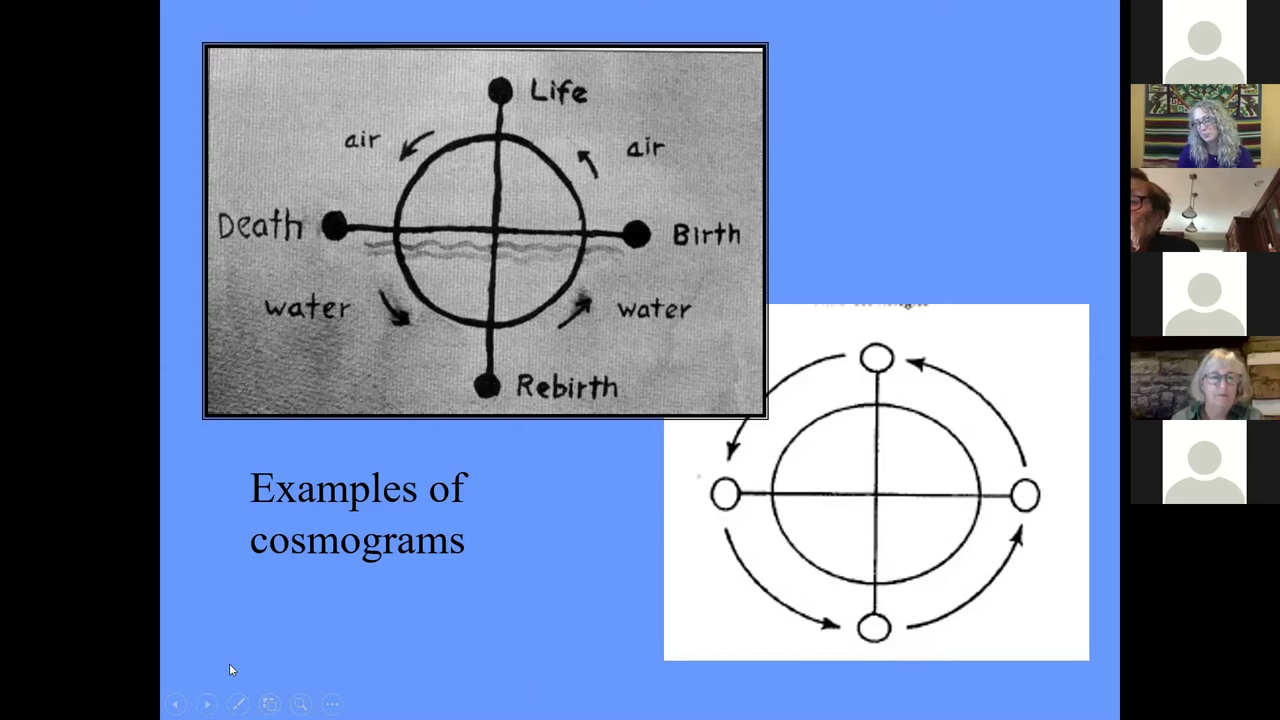 Life
air
air
Death
Birth
water
water
Rebirth
Examples of
cosmograms